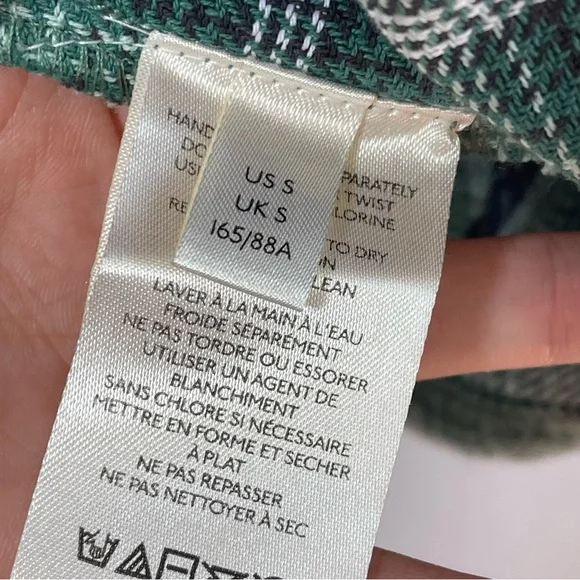 US S
UK S
165/88A
HAND
PARATELY
DO
TWIST
LORINE
RE
TO DRY
ON
LEAN
LAVER À LA MAIN À L'EAU
FROIDE SÉPARÉMENT
NE PAS TORDRE OU ESSORER
UTILISER UN AGENT DE
BLANCHIMENT
SANS CHLORE SI NÉCESSAIRE
METTRE EN FORME ET SECHER
À PLAT
NE PAS REPASSER
NE PAS NETTOYER À SEC